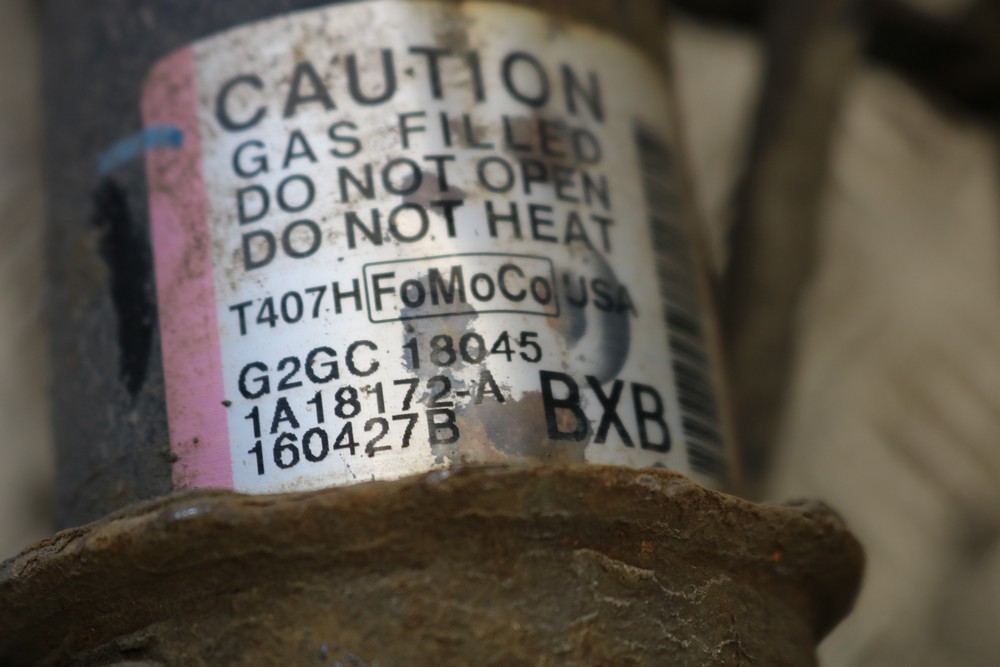 CAUTION
GAS FILLED
DO NOT OPEN
DO NOT HEAT
T407H FoMoCo USA
G2GC 18045
1A18172-A
160427B BXB